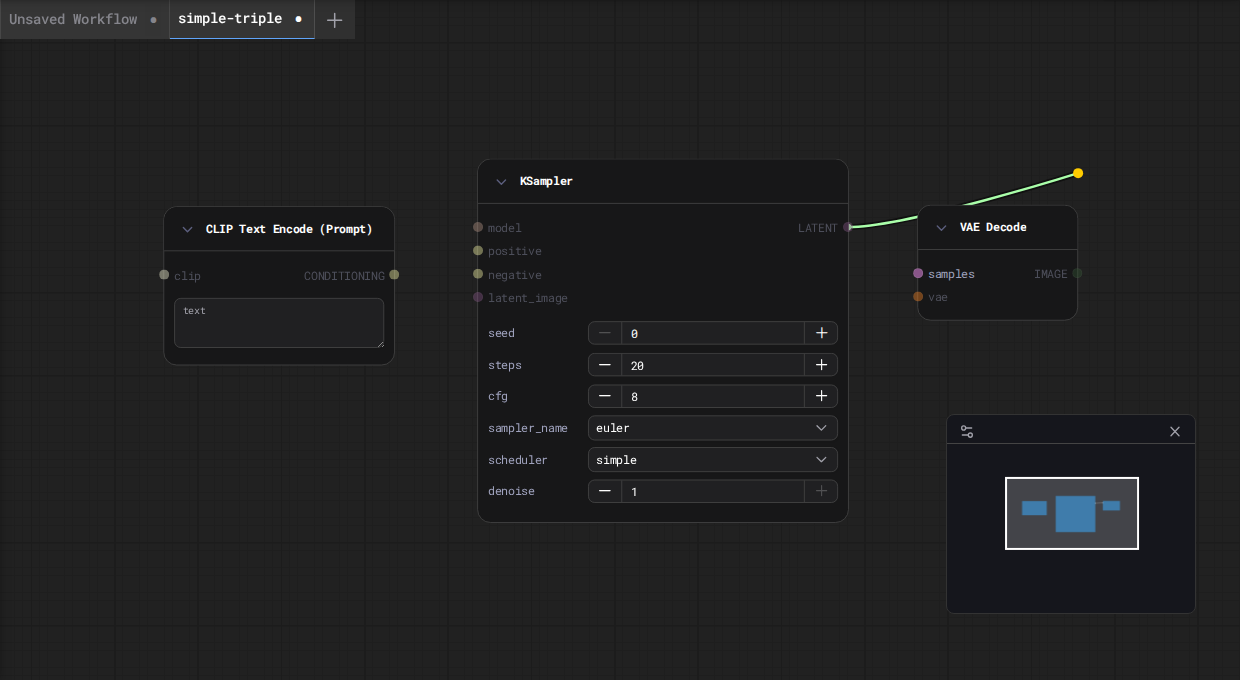 Unsaved Workflow
simple-triple
CLIP Text Encode (Prompt)
clip CONDITIONING
text
KSampler
model LATENT
positive
negative
latent_image
seed 0
steps 20
cfg 8
sampler_name euler
scheduler simple
denoise 1
VAE Decode
samples IMAGE
vae